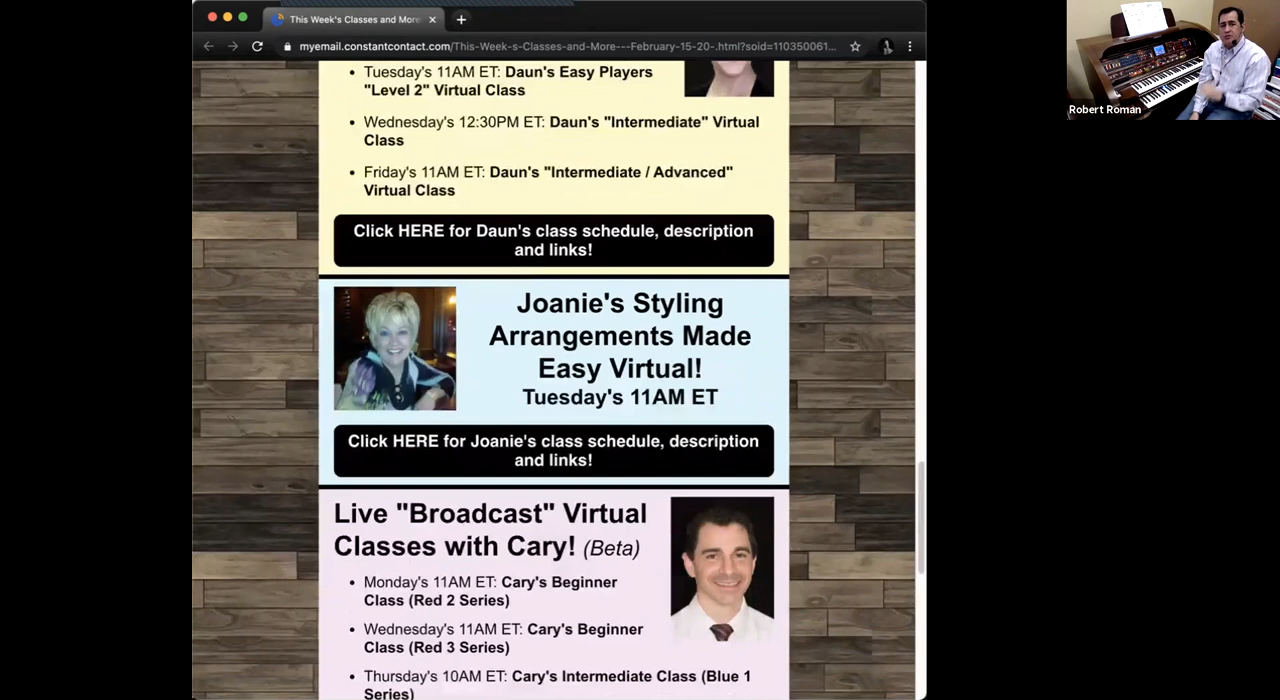 This Week's Classes and More
myemail.constantcontact.com/This-Week-s-Classes-and-More---February-15-20-.html?soid=110350061...
Robert Roman
• Tuesday's 11AM ET: Daun's Easy Players
"Level 2" Virtual Class
• Wednesday's 12:30PM ET: Daun's "Intermediate" Virtual
Class
• Friday's 11AM ET: Daun's "Intermediate / Advanced"
Virtual Class
Click HERE for Daun's class schedule, description
and links!
Joanie's Styling
Arrangements Made
Easy Virtual!
Tuesday's 11AM ET
Click HERE for Joanie's class schedule, description
and links!
Live "Broadcast" Virtual
Classes with Cary! (Beta)
• Monday's 11AM ET: Cary's Beginner
Class (Red 2 Series)
• Wednesday's 11AM ET: Cary's Beginner
Class (Red 3 Series)
• Thursday's 10AM ET: Cary's Intermediate Class (Blue 1
Series)